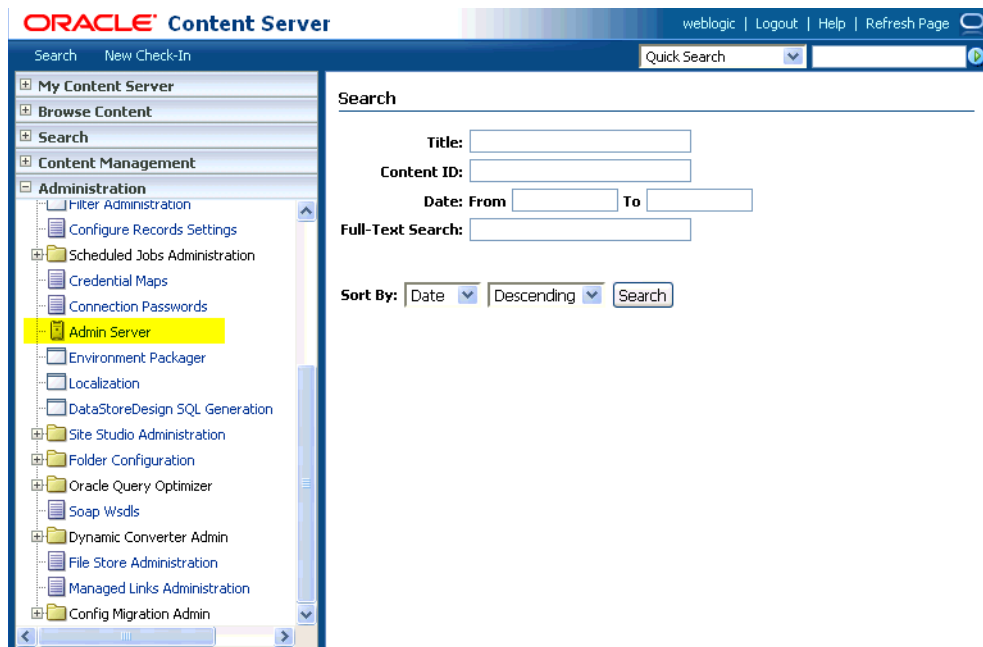 ORACLE Content Server
weblogic | Logout | Help | Refresh Page
Search New Check-In
Quick Search
My Content Server
Browse Content
Search
Content Management
Administration
Filter Administration
Configure Records Settings
Scheduled Jobs Administration
Credential Maps
Connection Passwords
Admin Server
Environment Packager
Localization
DataStoreDesign SQL Generation
Site Studio Administration
Folder Configuration
Oracle Query Optimizer
Soap Wsdls
Dynamic Converter Admin
File Store Administration
Managed Links Administration
Config Migration Admin
Search
Title:
Content ID:
Date: From To
Full-Text Search:
Sort By: Date Descending Search